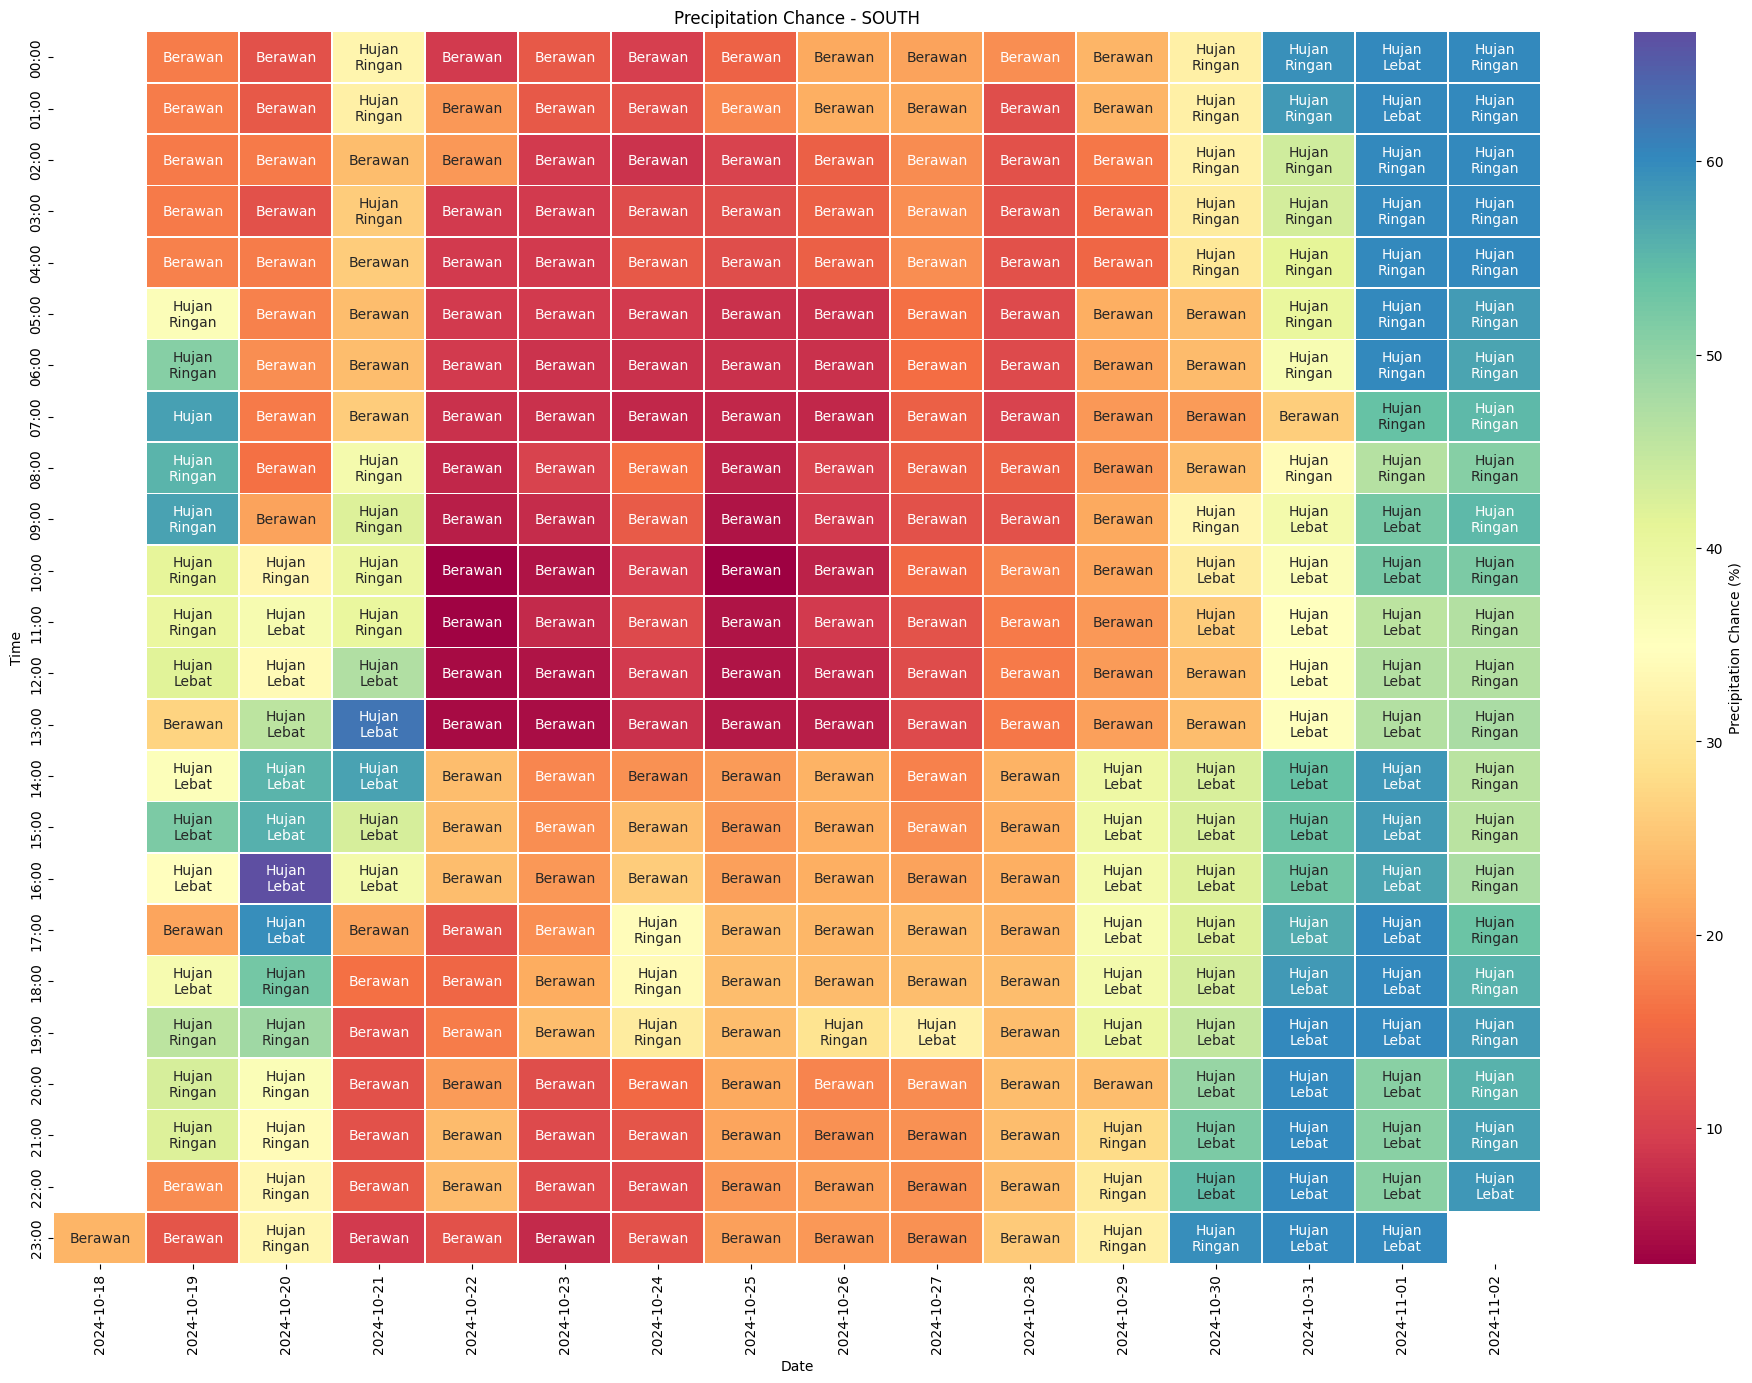 Precipitation Chance - SOUTH
00:00 Berawan Berawan Hujan Ringan Berawan Berawan Berawan Berawan Berawan Berawan Berawan Berawan Hujan Ringan Hujan Ringan Hujan Lebat Hujan Ringan
01:00 Berawan Berawan Hujan Ringan Berawan Berawan Berawan Berawan Berawan Berawan Berawan Berawan Hujan Ringan Hujan Ringan Hujan Lebat Hujan Ringan
02:00 Berawan Berawan Berawan Berawan Berawan Berawan Berawan Berawan Berawan Berawan Berawan Hujan Ringan Hujan Ringan Hujan Ringan Hujan Ringan
03:00 Berawan Berawan Hujan Ringan Berawan Berawan Berawan Berawan Berawan Berawan Berawan Berawan Hujan Ringan Hujan Ringan Hujan Ringan Hujan Ringan
04:00 Berawan Berawan Berawan Berawan Berawan Berawan Berawan Berawan Berawan Berawan Berawan Hujan Ringan Hujan Ringan Hujan Ringan Hujan Ringan
05:00 Hujan Ringan Berawan Berawan Berawan Berawan Berawan Berawan Berawan Berawan Berawan Berawan Berawan Hujan Ringan Hujan Ringan Hujan Ringan
06:00 Hujan Ringan Berawan Berawan Berawan Berawan Berawan Berawan Berawan Berawan Berawan Berawan Berawan Hujan Ringan Hujan Ringan Hujan Ringan
07:00 Hujan Berawan Berawan Berawan Berawan Berawan Berawan Berawan Berawan Berawan Berawan Berawan Berawan Hujan Ringan Hujan Ringan
08:00 Hujan Ringan Berawan Hujan Ringan Berawan Berawan Berawan Berawan Berawan Berawan Berawan Berawan Berawan Hujan Ringan Hujan Ringan Hujan Ringan
09:00 Hujan Ringan Berawan Hujan Ringan Berawan Berawan Berawan Berawan Berawan Berawan Berawan Berawan Hujan Ringan Hujan Lebat Hujan Lebat Hujan Ringan
10:00 Hujan Ringan Hujan Ringan Hujan Ringan Berawan Berawan Berawan Berawan Berawan Berawan Berawan Berawan Hujan Lebat Hujan Lebat Hujan Lebat Hujan Ringan
11:00 Hujan Ringan Hujan Lebat Hujan Ringan Berawan Berawan Berawan Berawan Berawan Berawan Berawan Berawan Hujan Lebat Hujan Lebat Hujan Lebat Hujan Ringan
12:00 Hujan Lebat Hujan Lebat Hujan Lebat Berawan Berawan Berawan Berawan Berawan Berawan Berawan Berawan Berawan Hujan Lebat Hujan Lebat Hujan Ringan
13:00 Berawan Hujan Lebat Hujan Lebat Berawan Berawan Berawan Berawan Berawan Berawan Berawan Berawan Berawan Hujan Lebat Hujan Lebat Hujan Ringan
14:00 Hujan Lebat Hujan Lebat Hujan Lebat Berawan Berawan Berawan Berawan Berawan Berawan Berawan Hujan Lebat Hujan Lebat Hujan Lebat Hujan Lebat Hujan Ringan
15:00 Hujan Lebat Hujan Lebat Hujan Lebat Berawan Berawan Berawan Berawan Berawan Berawan Berawan Hujan Lebat Hujan Lebat Hujan Lebat Hujan Lebat Hujan Ringan
16:00 Hujan Lebat Hujan Lebat Hujan Lebat Berawan Berawan Berawan Berawan Berawan Berawan Berawan Hujan Lebat Hujan Lebat Hujan Lebat Hujan Lebat Hujan Ringan
17:00 Berawan Hujan Lebat Berawan Berawan Berawan Hujan Ringan Berawan Berawan Berawan Berawan Hujan Lebat Hujan Lebat Hujan Lebat Hujan Lebat Hujan Ringan
18:00 Hujan Lebat Hujan Ringan Berawan Berawan Berawan Hujan Ringan Berawan Berawan Berawan Berawan Hujan Lebat Hujan Lebat Hujan Lebat Hujan Lebat Hujan Ringan
19:00 Hujan Ringan Hujan Ringan Berawan Berawan Berawan Hujan Ringan Berawan Hujan Ringan Hujan Lebat Berawan Hujan Lebat Hujan Lebat Hujan Lebat Hujan Lebat Hujan Ringan
20:00 Hujan Ringan Hujan Ringan Berawan Berawan Berawan Berawan Berawan Berawan Berawan Berawan Berawan Hujan Lebat Hujan Lebat Hujan Lebat Hujan Ringan
21:00 Hujan Ringan Hujan Ringan Berawan Berawan Berawan Berawan Berawan Berawan Berawan Berawan Hujan Ringan Hujan Lebat Hujan Lebat Hujan Lebat Hujan Ringan
22:00 Berawan Hujan Ringan Berawan Berawan Berawan Berawan Berawan Berawan Berawan Berawan Hujan Ringan Hujan Lebat Hujan Lebat Hujan Lebat Hujan Lebat
23:00 Berawan Berawan Hujan Ringan Berawan Berawan Berawan Berawan Berawan Berawan Berawan Berawan Hujan Ringan Hujan Ringan Hujan Lebat Hujan Lebat
Time
2024-10-18 2024-10-19 2024-10-20 2024-10-21 2024-10-22 2024-10-23 2024-10-24 2024-10-25 2024-10-26 2024-10-27 2024-10-28 2024-10-29 2024-10-30 2024-10-31 2024-11-01 2024-11-02
Date
60
50
40
30
20
10
Precipitation Chance (%)